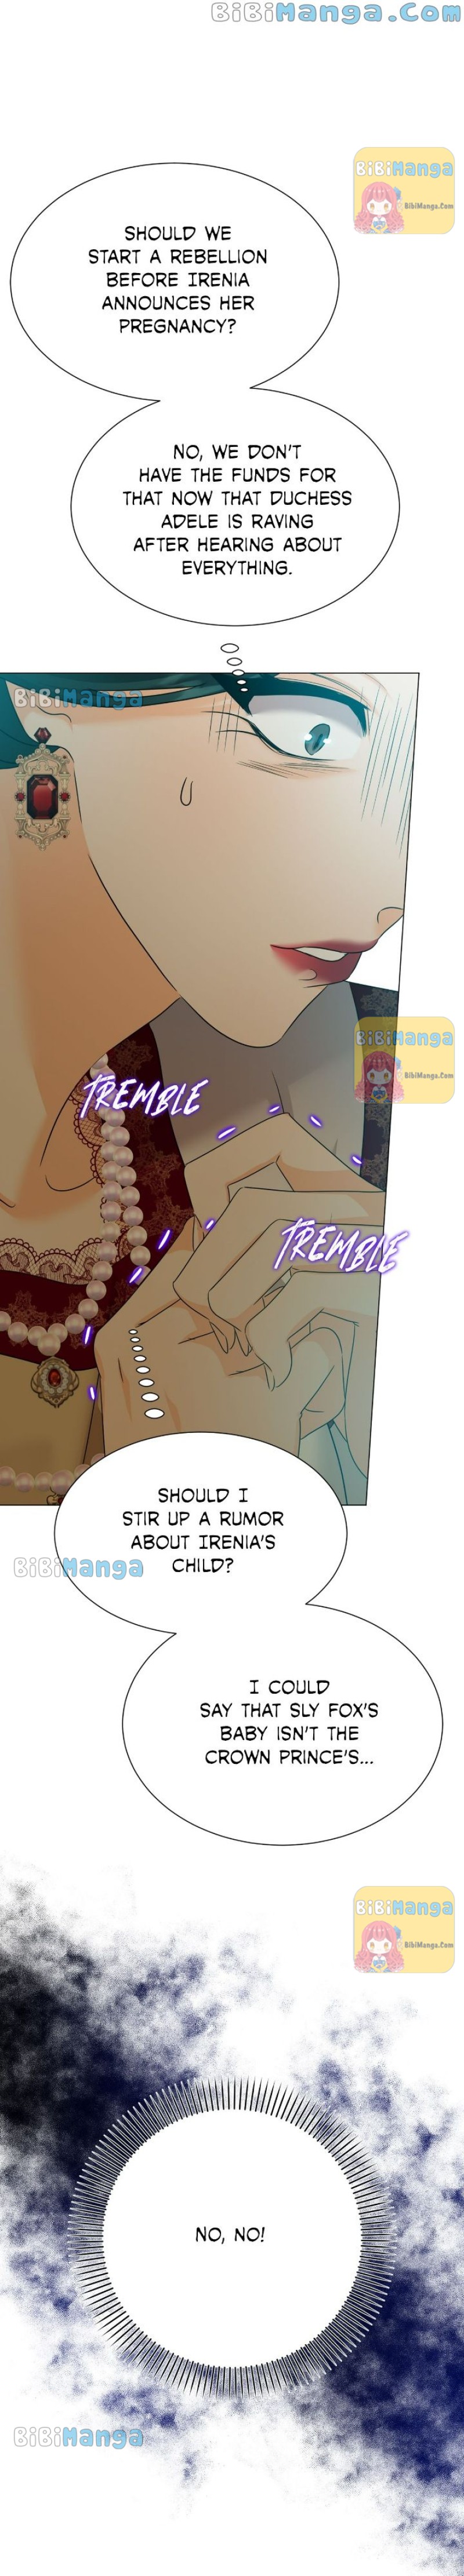 BiBiManga.Com
BiBiManga
BibiManga.Com
SHOULD WE
START A REBELLION
BEFORE IRENIA
ANNOUNCES HER
PREGNANCY?
NO, WE DON'T
HAVE THE FUNDS FOR
THAT NOW THAT DUCHESS
ADELE IS RAVING
AFTER HEARING ABOUT
EVERYTHING.
BiBiManga
BiBiManga
BibiManga.Com
TREMBLE
TREMBLE
SHOULD I
STIR UP A RUMOR
ABOUT IRENIA'S
CHILD?
BiBiManga
I COULD
SAY THAT SLY FOX'S
BABY ISN'T THE
CROWN PRINCE'S...
BiBiManga
BibiManga.Com
NO, NO!
BiBiManga